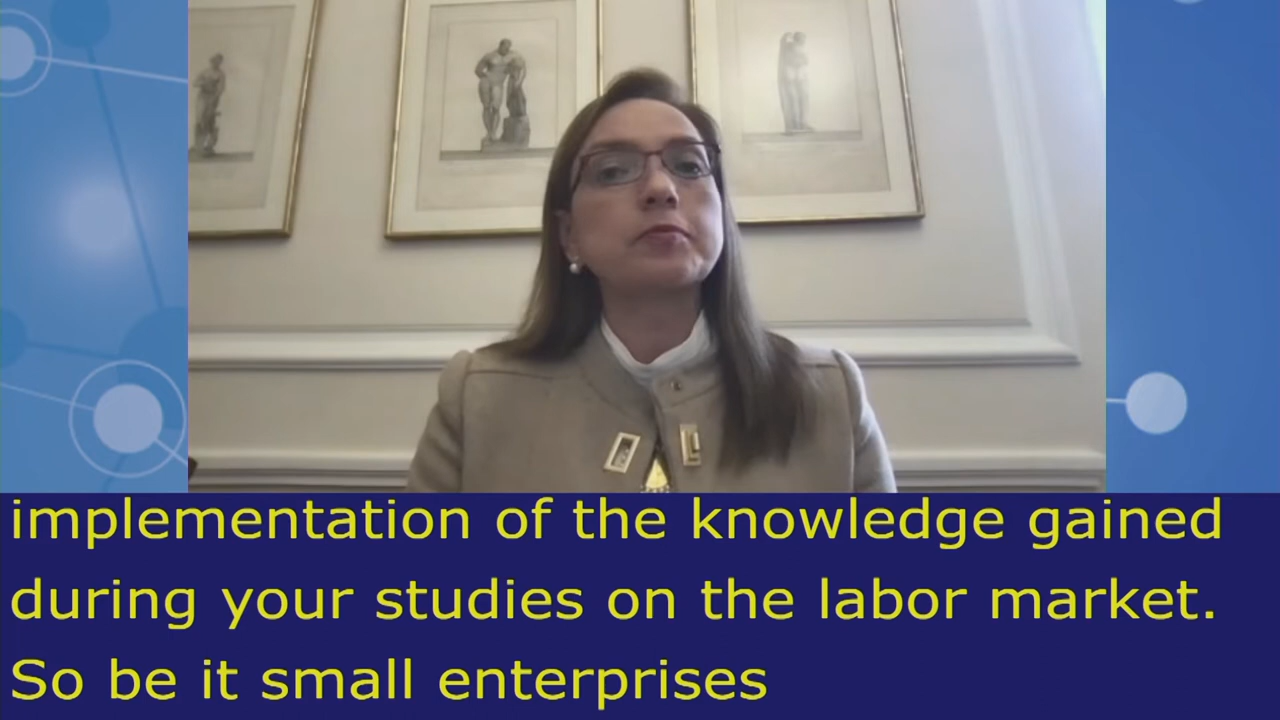 implementation of the knowledge gained
during your studies on the labor market.
So be it small enterprises